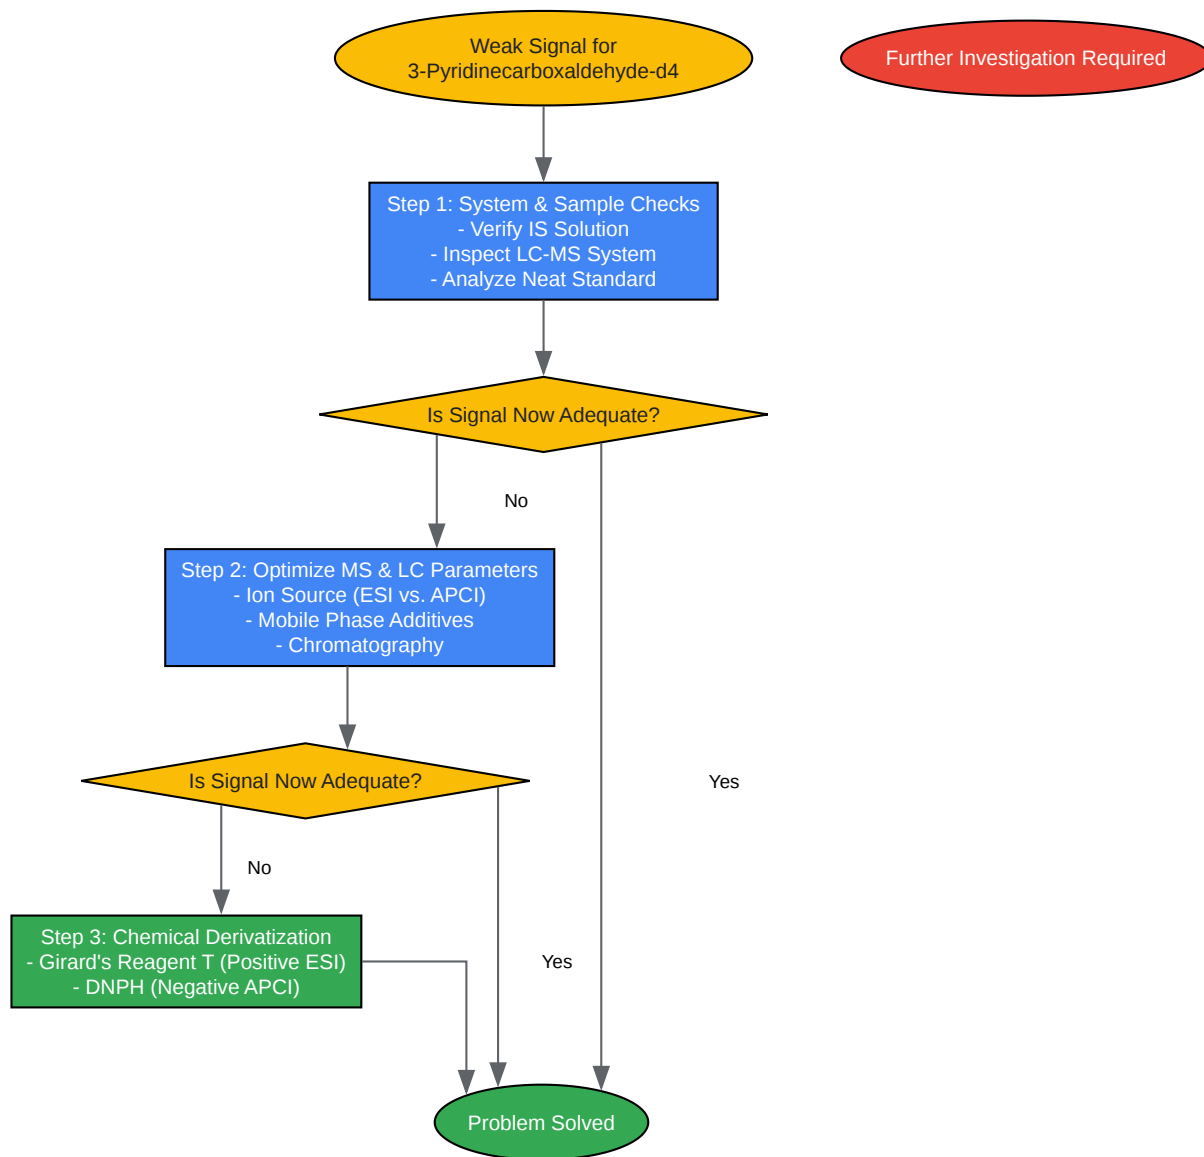 Weak Signal for
3-Pyridinecarboxaldehyde-d4
Further Investigation Required
Step 1: System & Sample Checks
- Verify IS Solution
- Inspect LC-MS System
- Analyze Neat Standard
Is Signal Now Adequate?
No
Step 2: Optimize MS & LC Parameters
- Ion Source (ESI vs. APCI)
- Mobile Phase Additives
- Chromatography
Is Signal Now Adequate?
Yes
No
Step 3: Chemical Derivatization
- Girard's Reagent T (Positive ESI)
- DNPH (Negative APCI)
Yes
Problem Solved